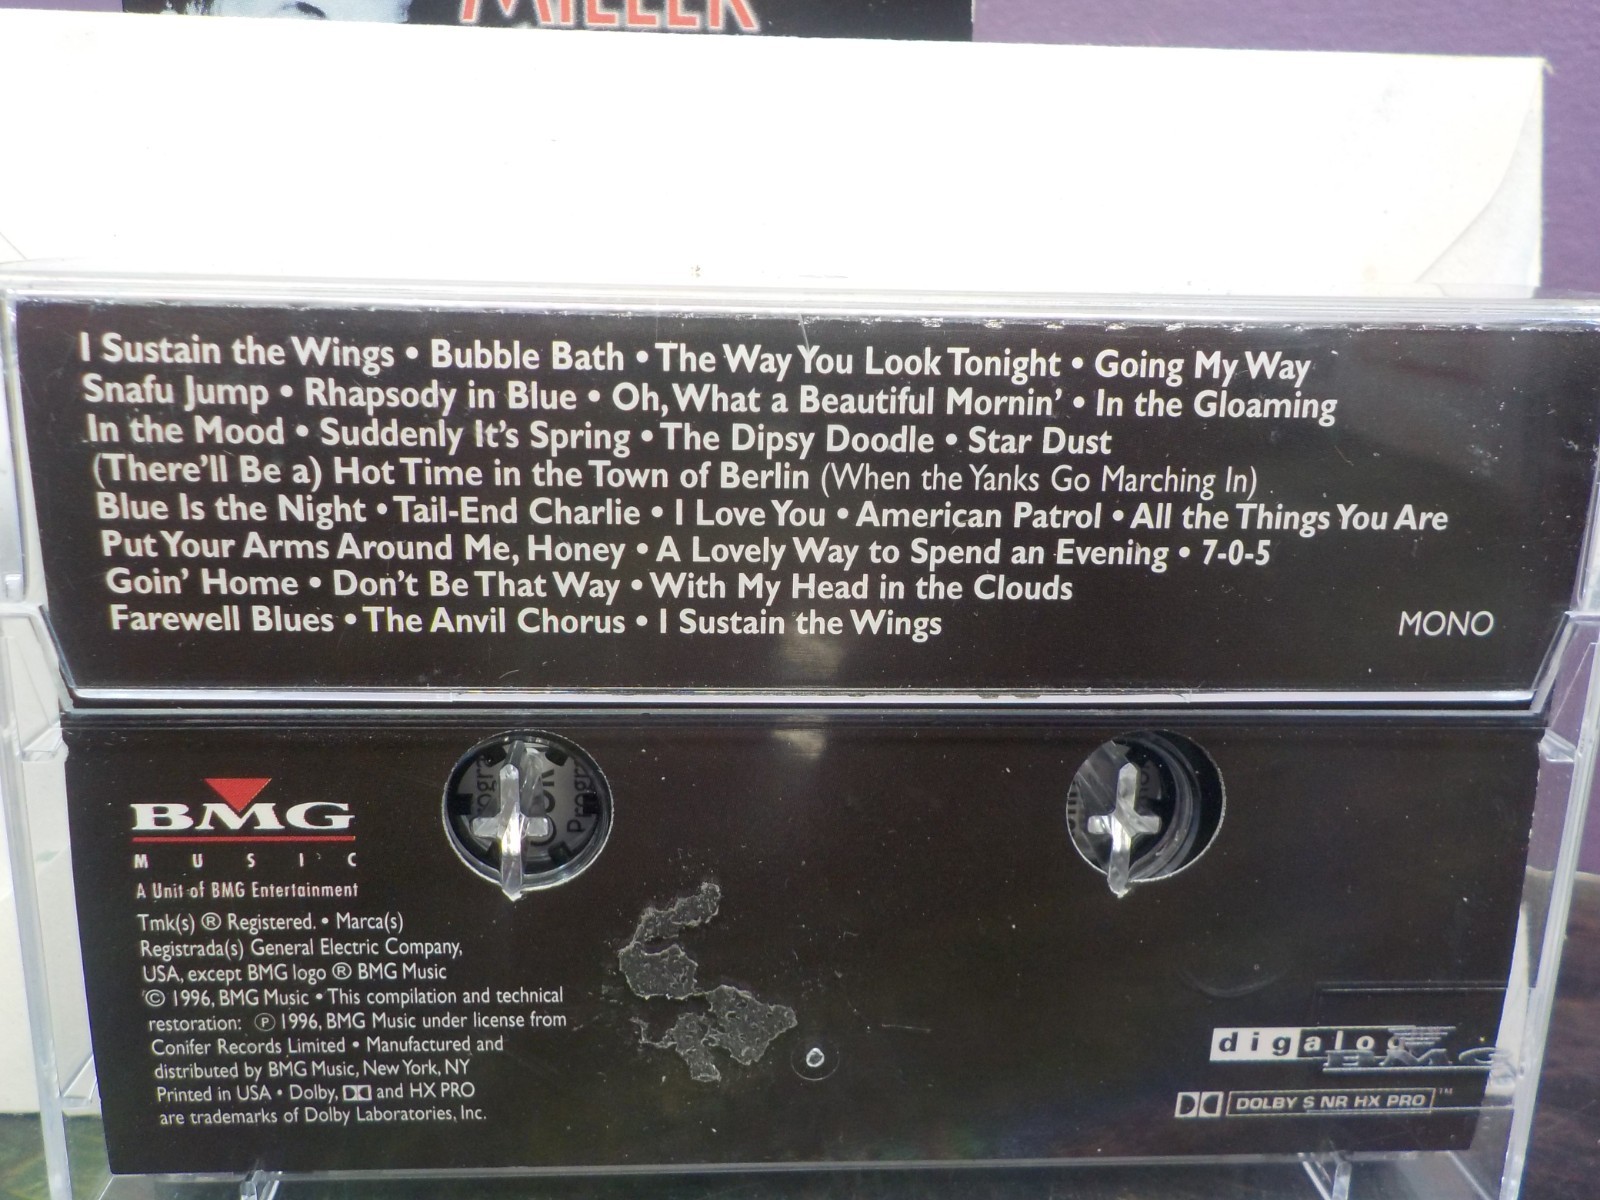 MILLER
I Sustain the Wings • Bubble Bath • The Way You Look Tonight • Going My Way
Snafu Jump • Rhapsody in Blue • Oh, What a Beautiful Mornin' • In the Gloaming
In the Mood • Suddenly It's Spring • The Dipsy Doodle • Star Dust
(There'll Be a) Hot Time in the Town of Berlin (When the Yanks Go Marching In)
Blue Is the Night • Tail-End Charlie • I Love You • American Patrol • All the Things You Are
Put Your Arms Around Me, Honey • A Lovely Way to Spend an Evening • 7-0-5
Goin' Home • Don't Be That Way • With My Head in the Clouds
Farewell Blues • The Anvil Chorus • I Sustain the Wings
MONO
BMG
MUSIC
A Unit of BMG Entertainment
Tmk(s) ® Registered. • Marca(s)
Registrada(s) General Electric Company,
USA, except BMG logo ® BMG Music
© 1996, BMG Music • This compilation and technical
restoration: ℗ 1996, BMG Music under license from
Conifer Records Limited • Manufactured and
distributed by BMG Music, New York, NY
Printed in USA • Dolby, and HX PRO
are trademarks of Dolby Laboratories, Inc.
digalog
BMG
DOLBY S NR HX PRO ™